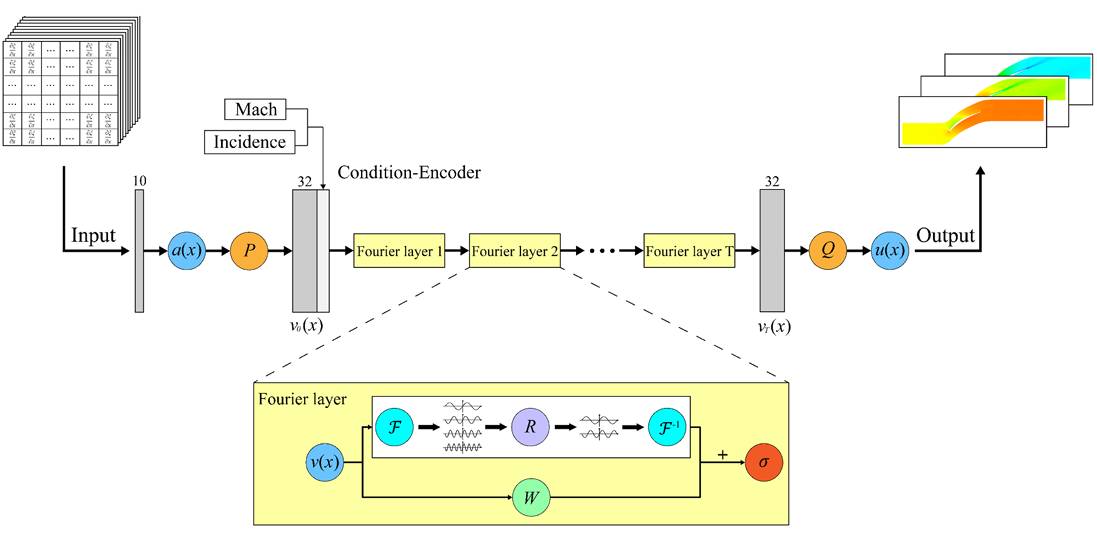 Mach
Incidence
Condition-Encoder
10
32
32
Input
a(x)
P
Fourier layer 1
Fourier layer 2
...
Fourier layer T
Q
u(x)
Output
v₀(x)
v_T(x)
Fourier layer
ℱ
R
ℱ⁻¹
v(x)
+
σ
W